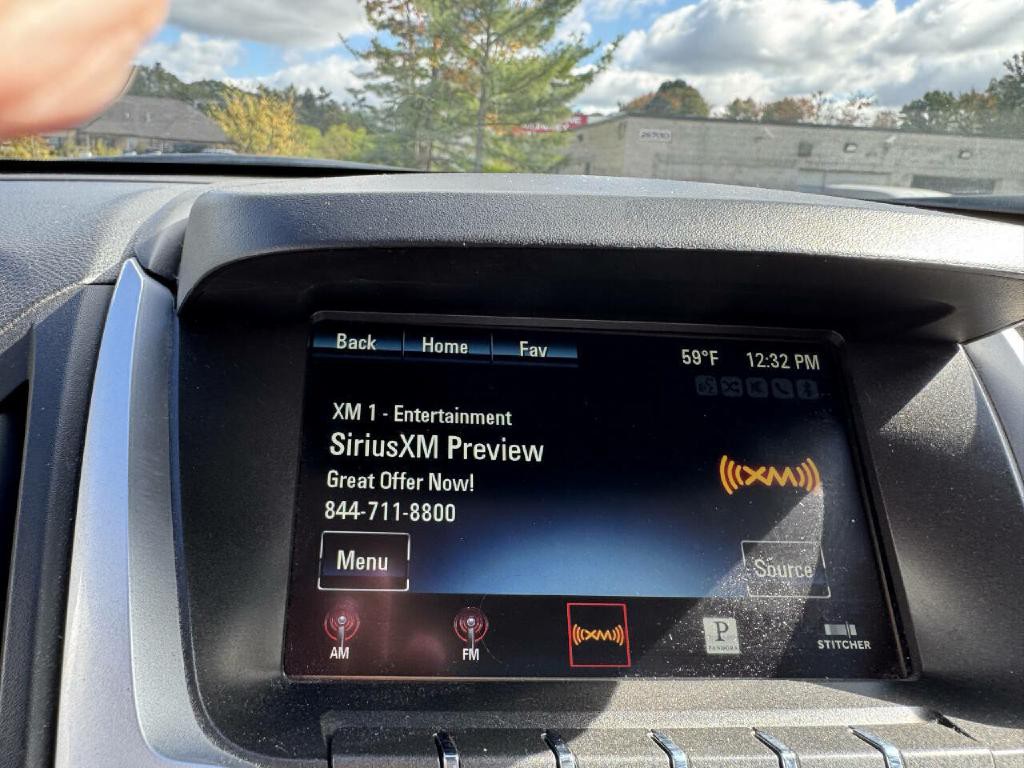 Back Home Fav
59°F 12:32 PM
XM 1 - Entertainment
SiriusXM Preview
Great Offer Now!
844-711-8800
((XM))
Menu
Source
AM
FM
((XM))
P
PANDORA
STITCHER